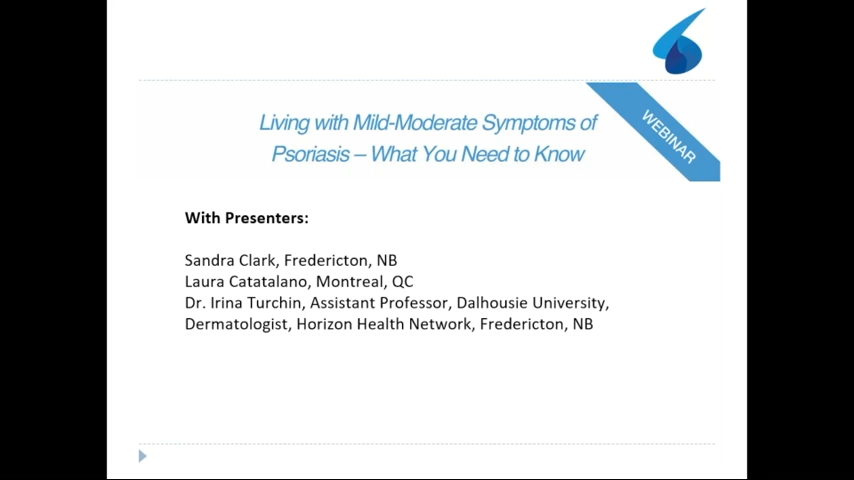 Living with Mild-Moderate Symptoms of
Psoriasis – What You Need to Know
WEBINAR
With Presenters:
Sandra Clark, Fredericton, NB
Laura Catatalano, Montreal, QC
Dr. Irina Turchin, Assistant Professor, Dalhousie University,
Dermatologist, Horizon Health Network, Fredericton, NB